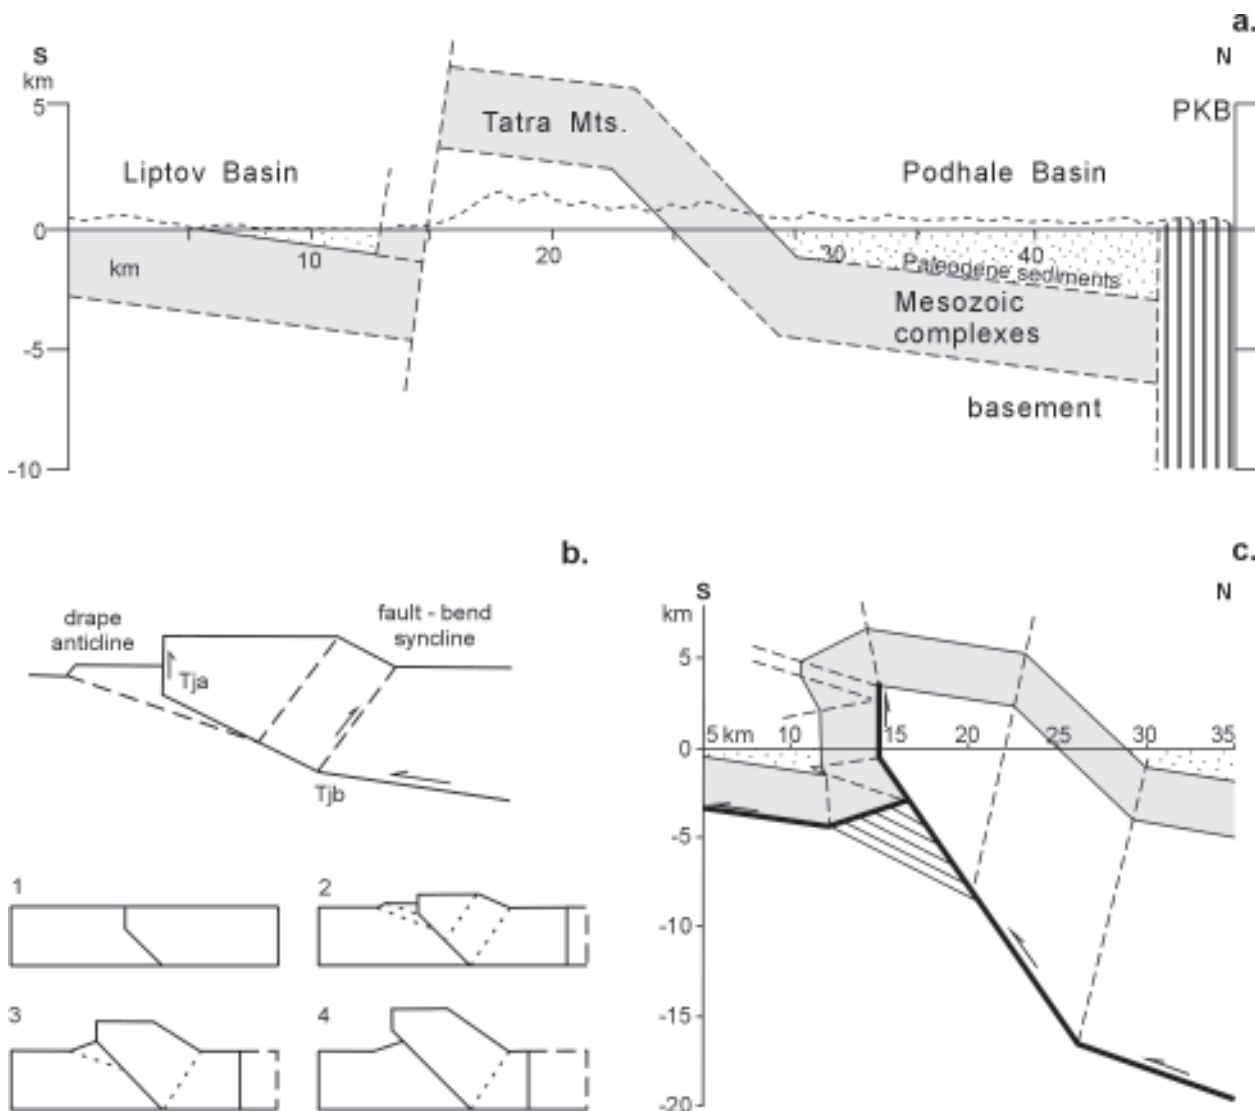 a.
S
N
km
5
PKB
Tatra Mts.
Liptov Basin
Podhale Basin
0
10
20
30
40
km
Paleogene sediments
Mesozoic
complexes
-5
basement
-10
b.
drape
anticline
fault - bend
syncline
Tja
Tjb
1
2
3
4
c.
S
N
km
5
0
5 km
10
15
20
25
30
35
-5
-10
-15
-20